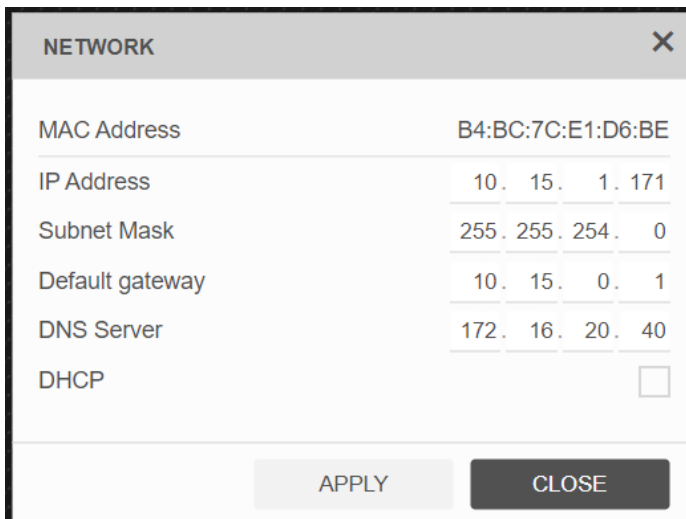 NETWORK
MAC Address B4:BC:7C:E1:D6:BE
IP Address 10. 15. 1. 171
Subnet Mask 255. 255. 254. 0
Default gateway 10. 15. 0. 1
DNS Server 172. 16. 20. 40
DHCP
APPLY CLOSE